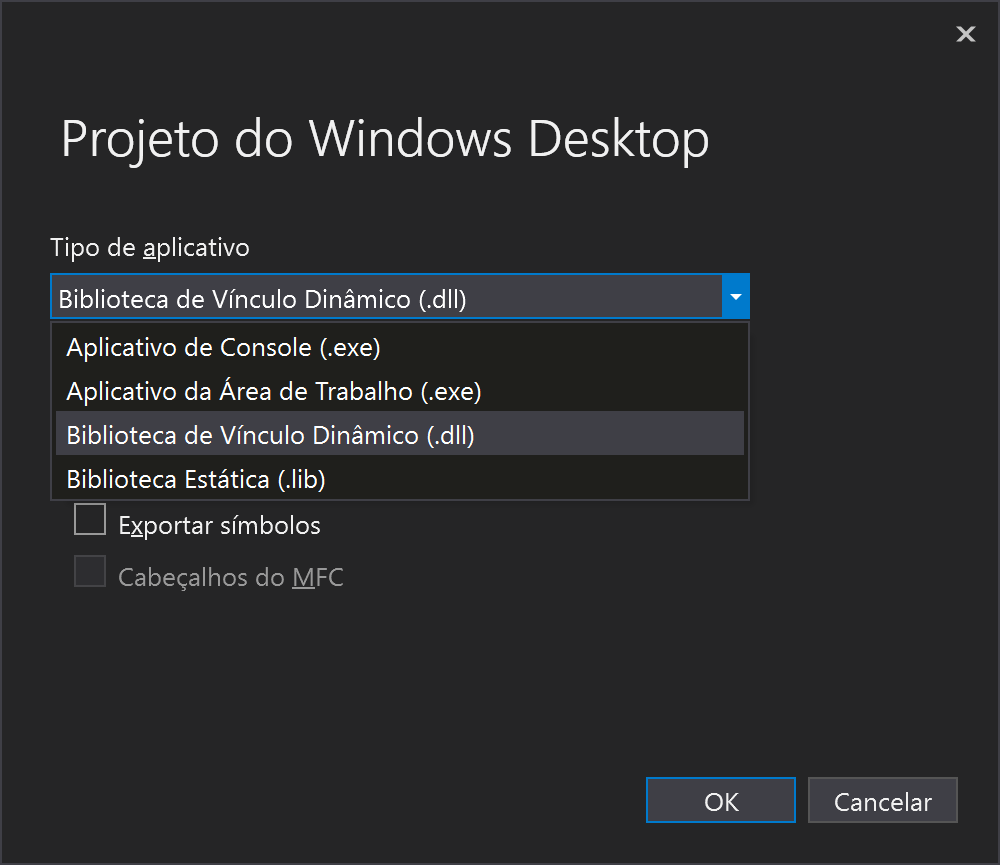 Projeto do Windows Desktop
Tipo de aplicativo
Biblioteca de Vínculo Dinâmico (.dll)
Aplicativo de Console (.exe)
Aplicativo da Área de Trabalho (.exe)
Biblioteca de Vínculo Dinâmico (.dll)
Biblioteca Estática (.lib)
Exportar símbolos
Cabeçalhos do MFC
OK Cancelar